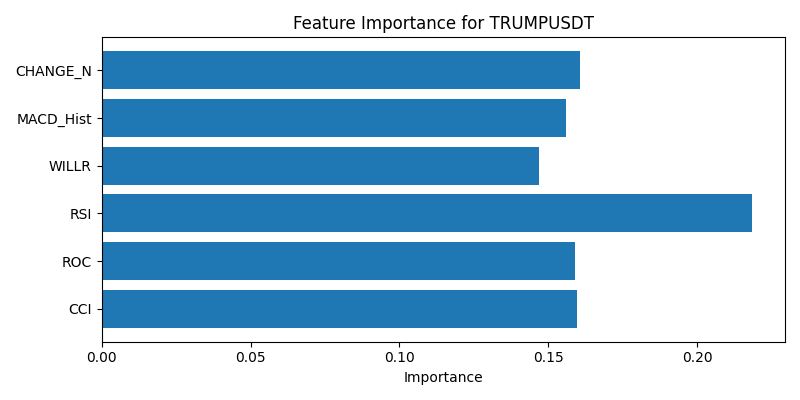 Feature Importance for TRUMPUSDT
CHANGE_N
MACD_Hist
WILLR
RSI
ROC
CCI
0.00 0.05 0.10 0.15 0.20
Importance